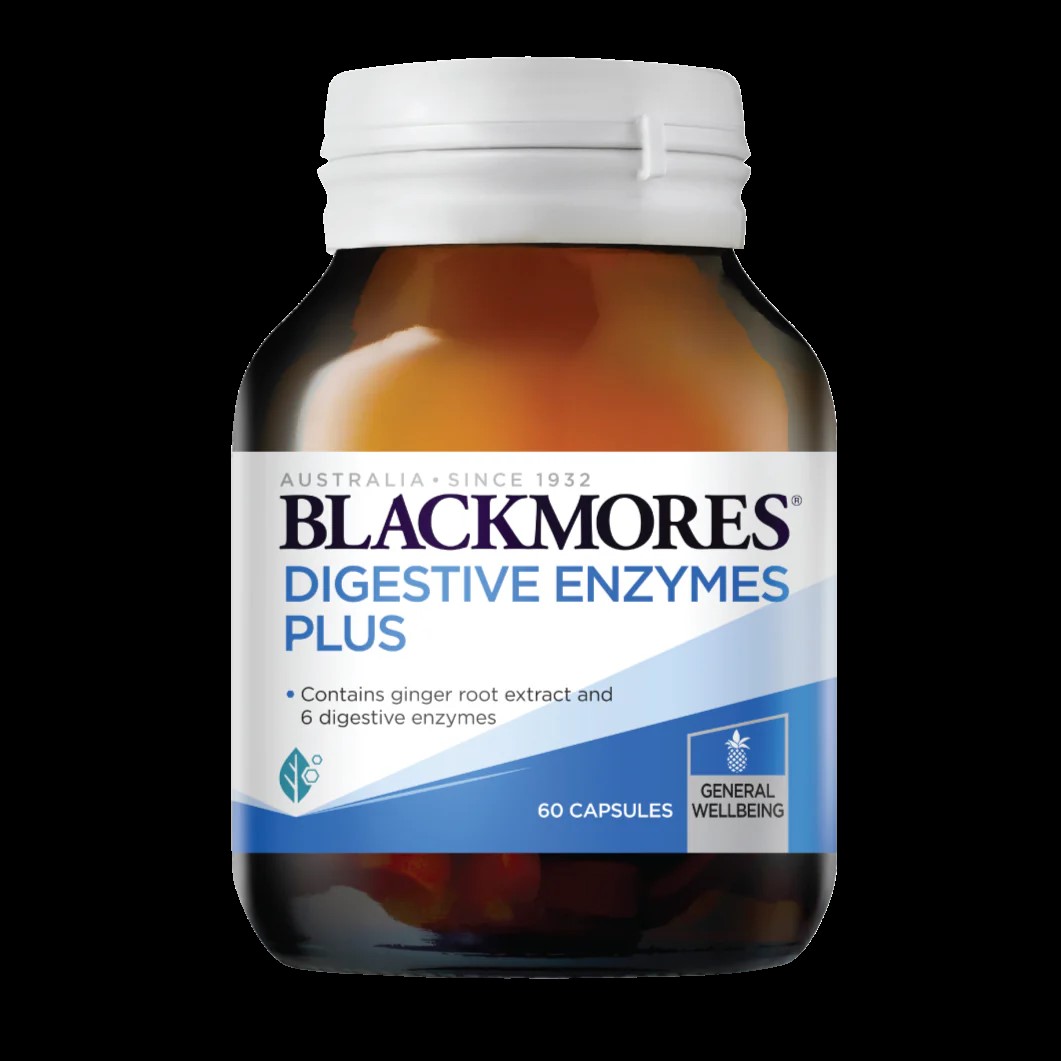 AUSTRALIA • SINCE 1932
BLACKMORES®
DIGESTIVE ENZYMES
PLUS
• Contains ginger root extract and
6 digestive enzymes
60 CAPSULES
GENERAL
WELLBEING